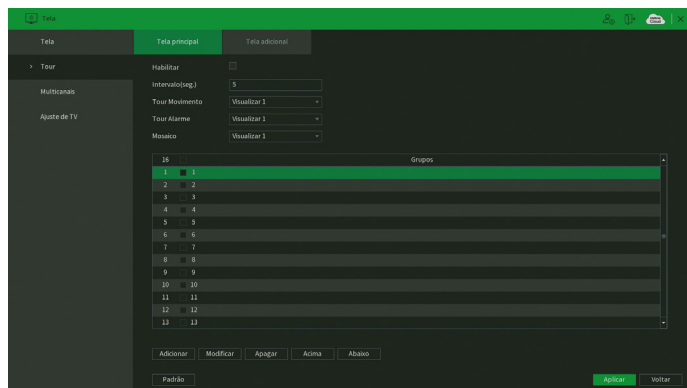 Tela
Tela
Tela principal
Tela adicional
Tour
Habilitar
Multicanais
Intervalo(seg.)
5
Ajuste de TV
Tour Movimento
Visualizar 1
Tour Alarme
Visualizar 1
Mosaico
Visualizar 1
16 Grupos
1 1
2 2
3 3
4 4
5 5
6 6
7 7
8 8
9 9
10 10
11 11
12 12
13 13
Adicionar Modificar Apagar Acima Abaixo
Padrão Aplicar Voltar